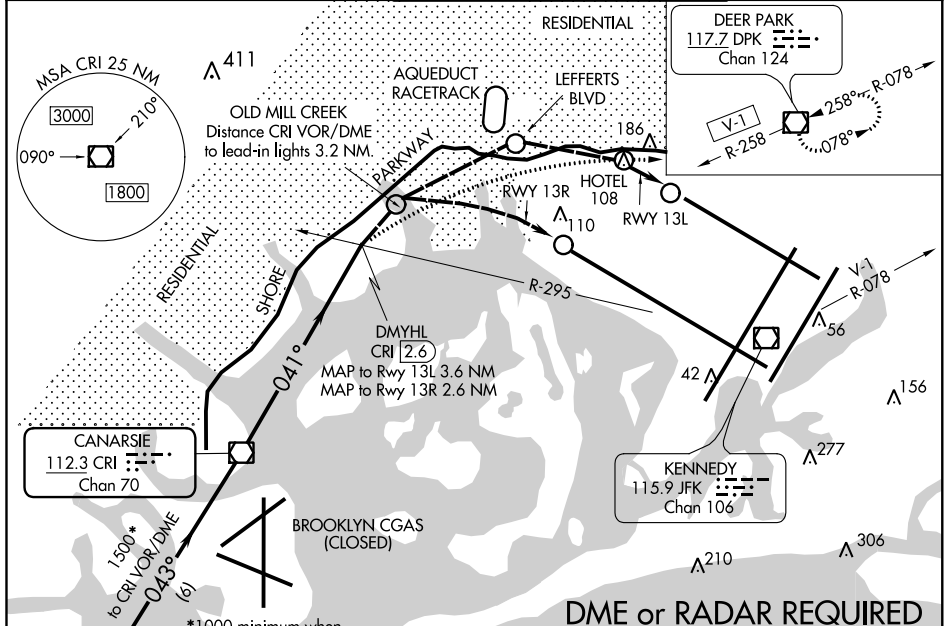 MSA CRI 25 NM
3000
210°
090°
1800
411
RESIDENTIAL
AQUEDUCT
RACETRACK
LEFFERTS
BLVD
OLD MILL CREEK
Distance CRI VOR/DME
to lead-in lights 3.2 NM.
PARKWAY
186
HOTEL
108
RWY 13R
RWY 13L
110
DEER PARK
117.7 DPK
Chan 124
R-078
258°
V-1
R-258
078°
RESIDENTIAL
SHORE
R-295
V-1
R-078
DMYHL
CRI 2.6
MAP to Rwy 13L 3.6 NM
MAP to Rwy 13R 2.6 NM
041°
56
42
156
CANARSIE
112.3 CRI
Chan 70
277
KENNEDY
115.9 JFK
Chan 106
BROOKLYN CGAS
(CLOSED)
1500*
to CRI VOR/DME
043°
(6)
210
306
*1000 minimum when
DME or RADAR REQUIRED